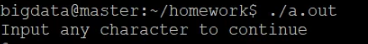 bigdata@master:~/homework$ ./a.out
Input any character to continue